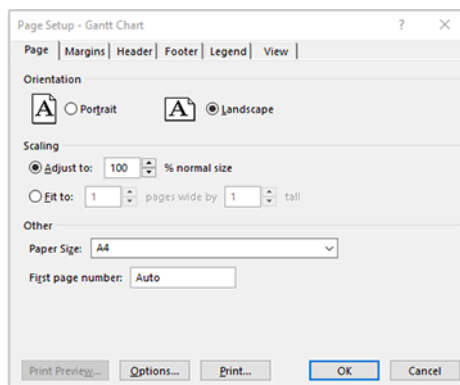 Page Setup - Gantt Chart ? ×
Page Margins Header Footer Legend View
Orientation
A Portrait A Landscape
Scaling
Adjust to: 100 % normal size
Fit to: 1 pages wide by 1 tall
Other
Paper Size: A4
First page number: Auto
Print Preview... Options... Print... OK Cancel